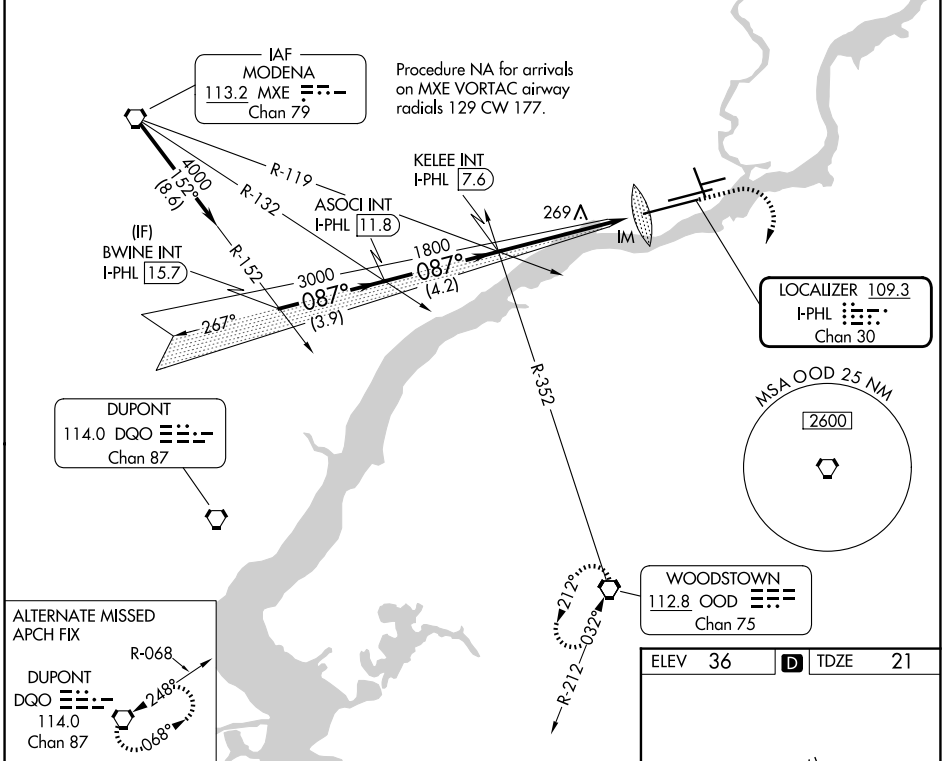 IAF
MODENA
113.2 MXE
Chan 79
Procedure NA for arrivals
on MXE VORTAC airway
radials 129 CW 177.
KELEE INT
I-PHL 7.6
R-119
4000
152°
(8.6)
R-132
ASOCI INT
I-PHL 11.8
269
IM
(IF)
BWINE INT
I-PHL 15.7
R-152
1800
3000
087°
(4.2)
087°
(3.9)
267°
LOCALIZER 109.3
I-PHL
Chan 30
R-352
MSA OOD 25 NM
2600
DUPONT
114.0 DQO
Chan 87
WOODSTOWN
112.8 OOD
Chan 75
212°
032°
R-212
ALTERNATE MISSED
APCH FIX
R-068
DUPONT
DQO
114.0
Chan 87
248°
068°
ELEV 36 D TDZE 21